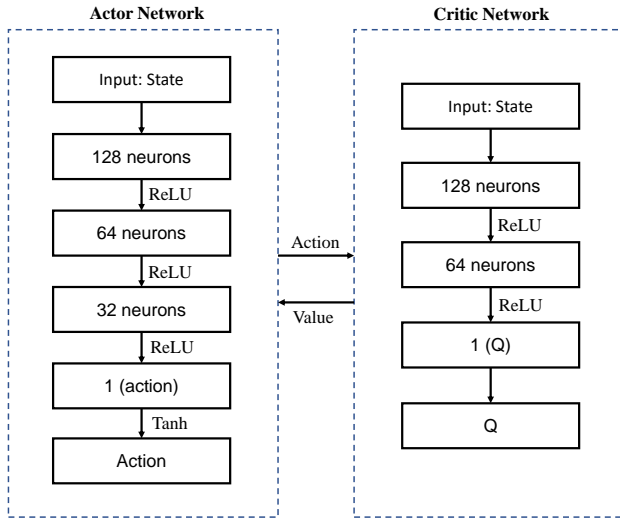 Actor Network
Input: State
128 neurons
ReLU
64 neurons
ReLU
32 neurons
ReLU
1 (action)
Tanh
Action
Action
Value
Critic Network
Input: State
128 neurons
ReLU
64 neurons
ReLU
1 (Q)
Q